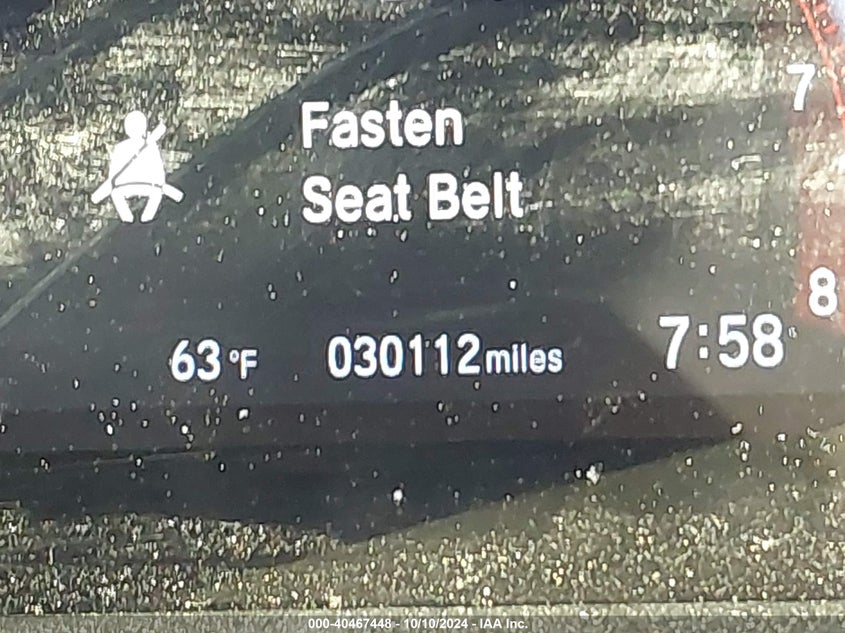 7
Fasten
Seat Belt
8
63 °F 030112 miles 7:58
000-40467448 - 10/10/2024 - IAA Inc.